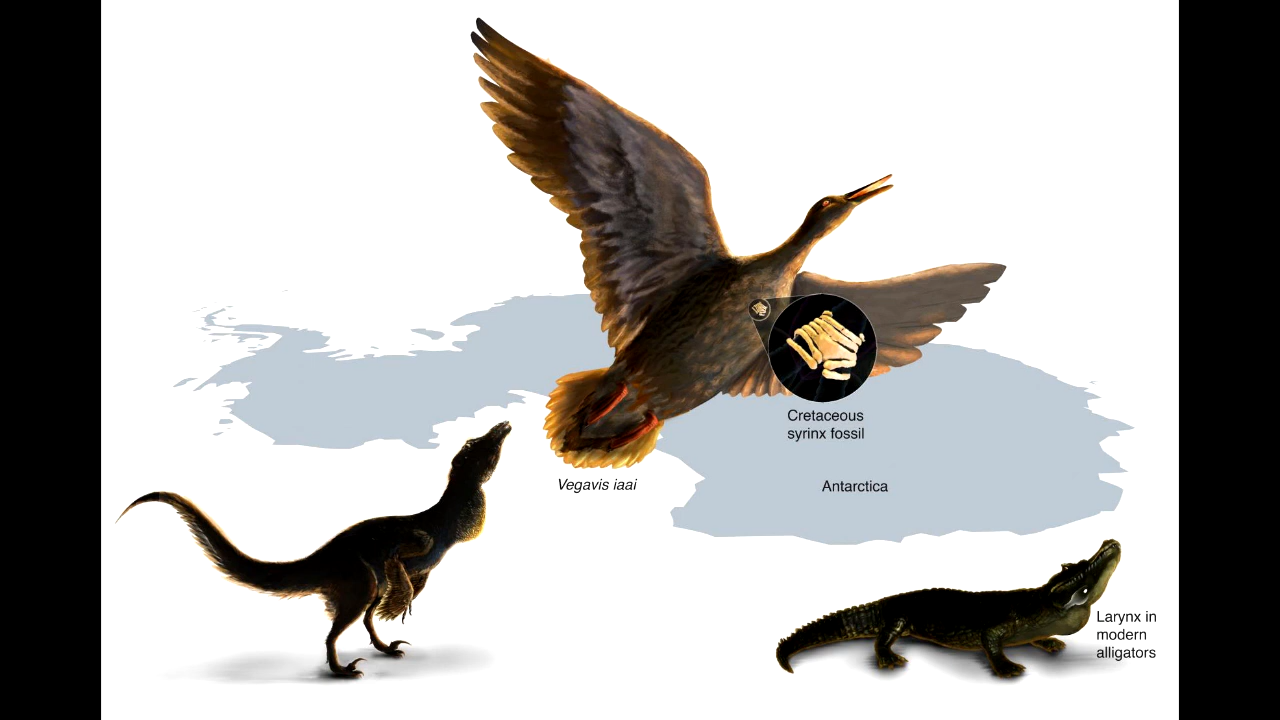 Cretaceous
syrinx fossil
Vegavis iaai
Antarctica
Larynx in
modern
alligators